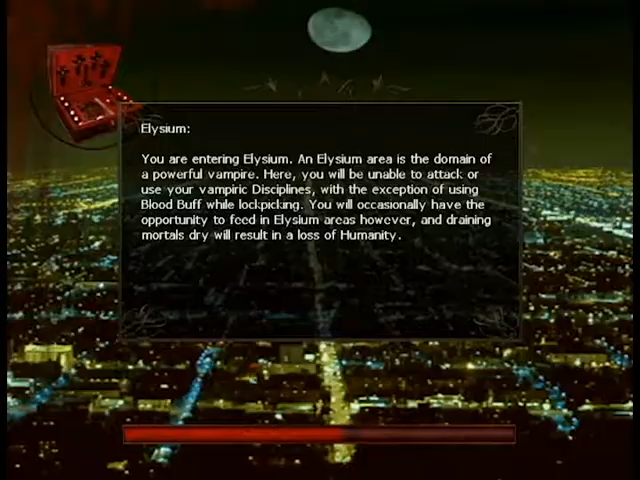 Elysium:
You are entering Elysium. An Elysium area is the domain of
a powerful vampire. Here, you will be unable to attack or
use your vampiric Disciplines, with the exception of using
Blood Buff while lockpicking. You will occasionally have the
opportunity to feed in Elysium areas however, and draining
mortals dry will result in a loss of Humanity.